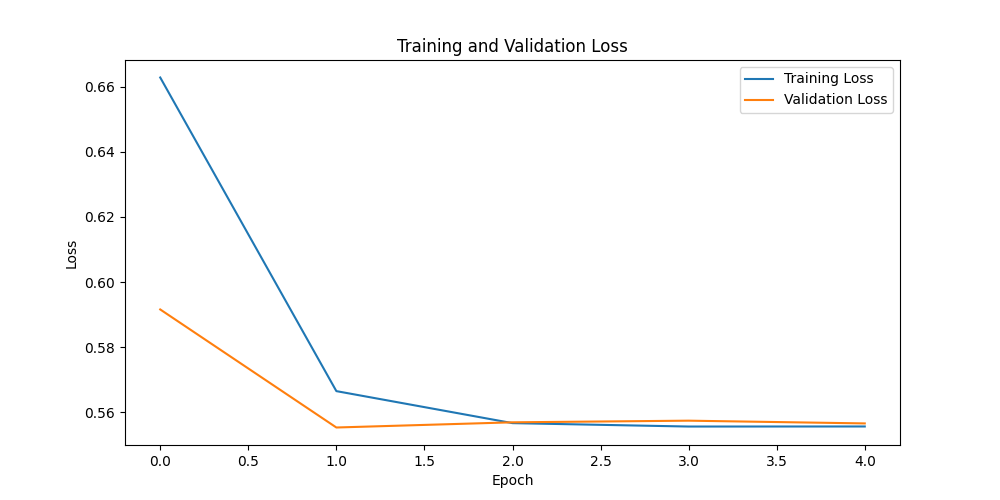 Training and Validation Loss
Training Loss
Validation Loss
0.66
0.64
0.62
0.60
0.58
0.56
Loss
0.0 0.5 1.0 1.5 2.0 2.5 3.0 3.5 4.0
Epoch